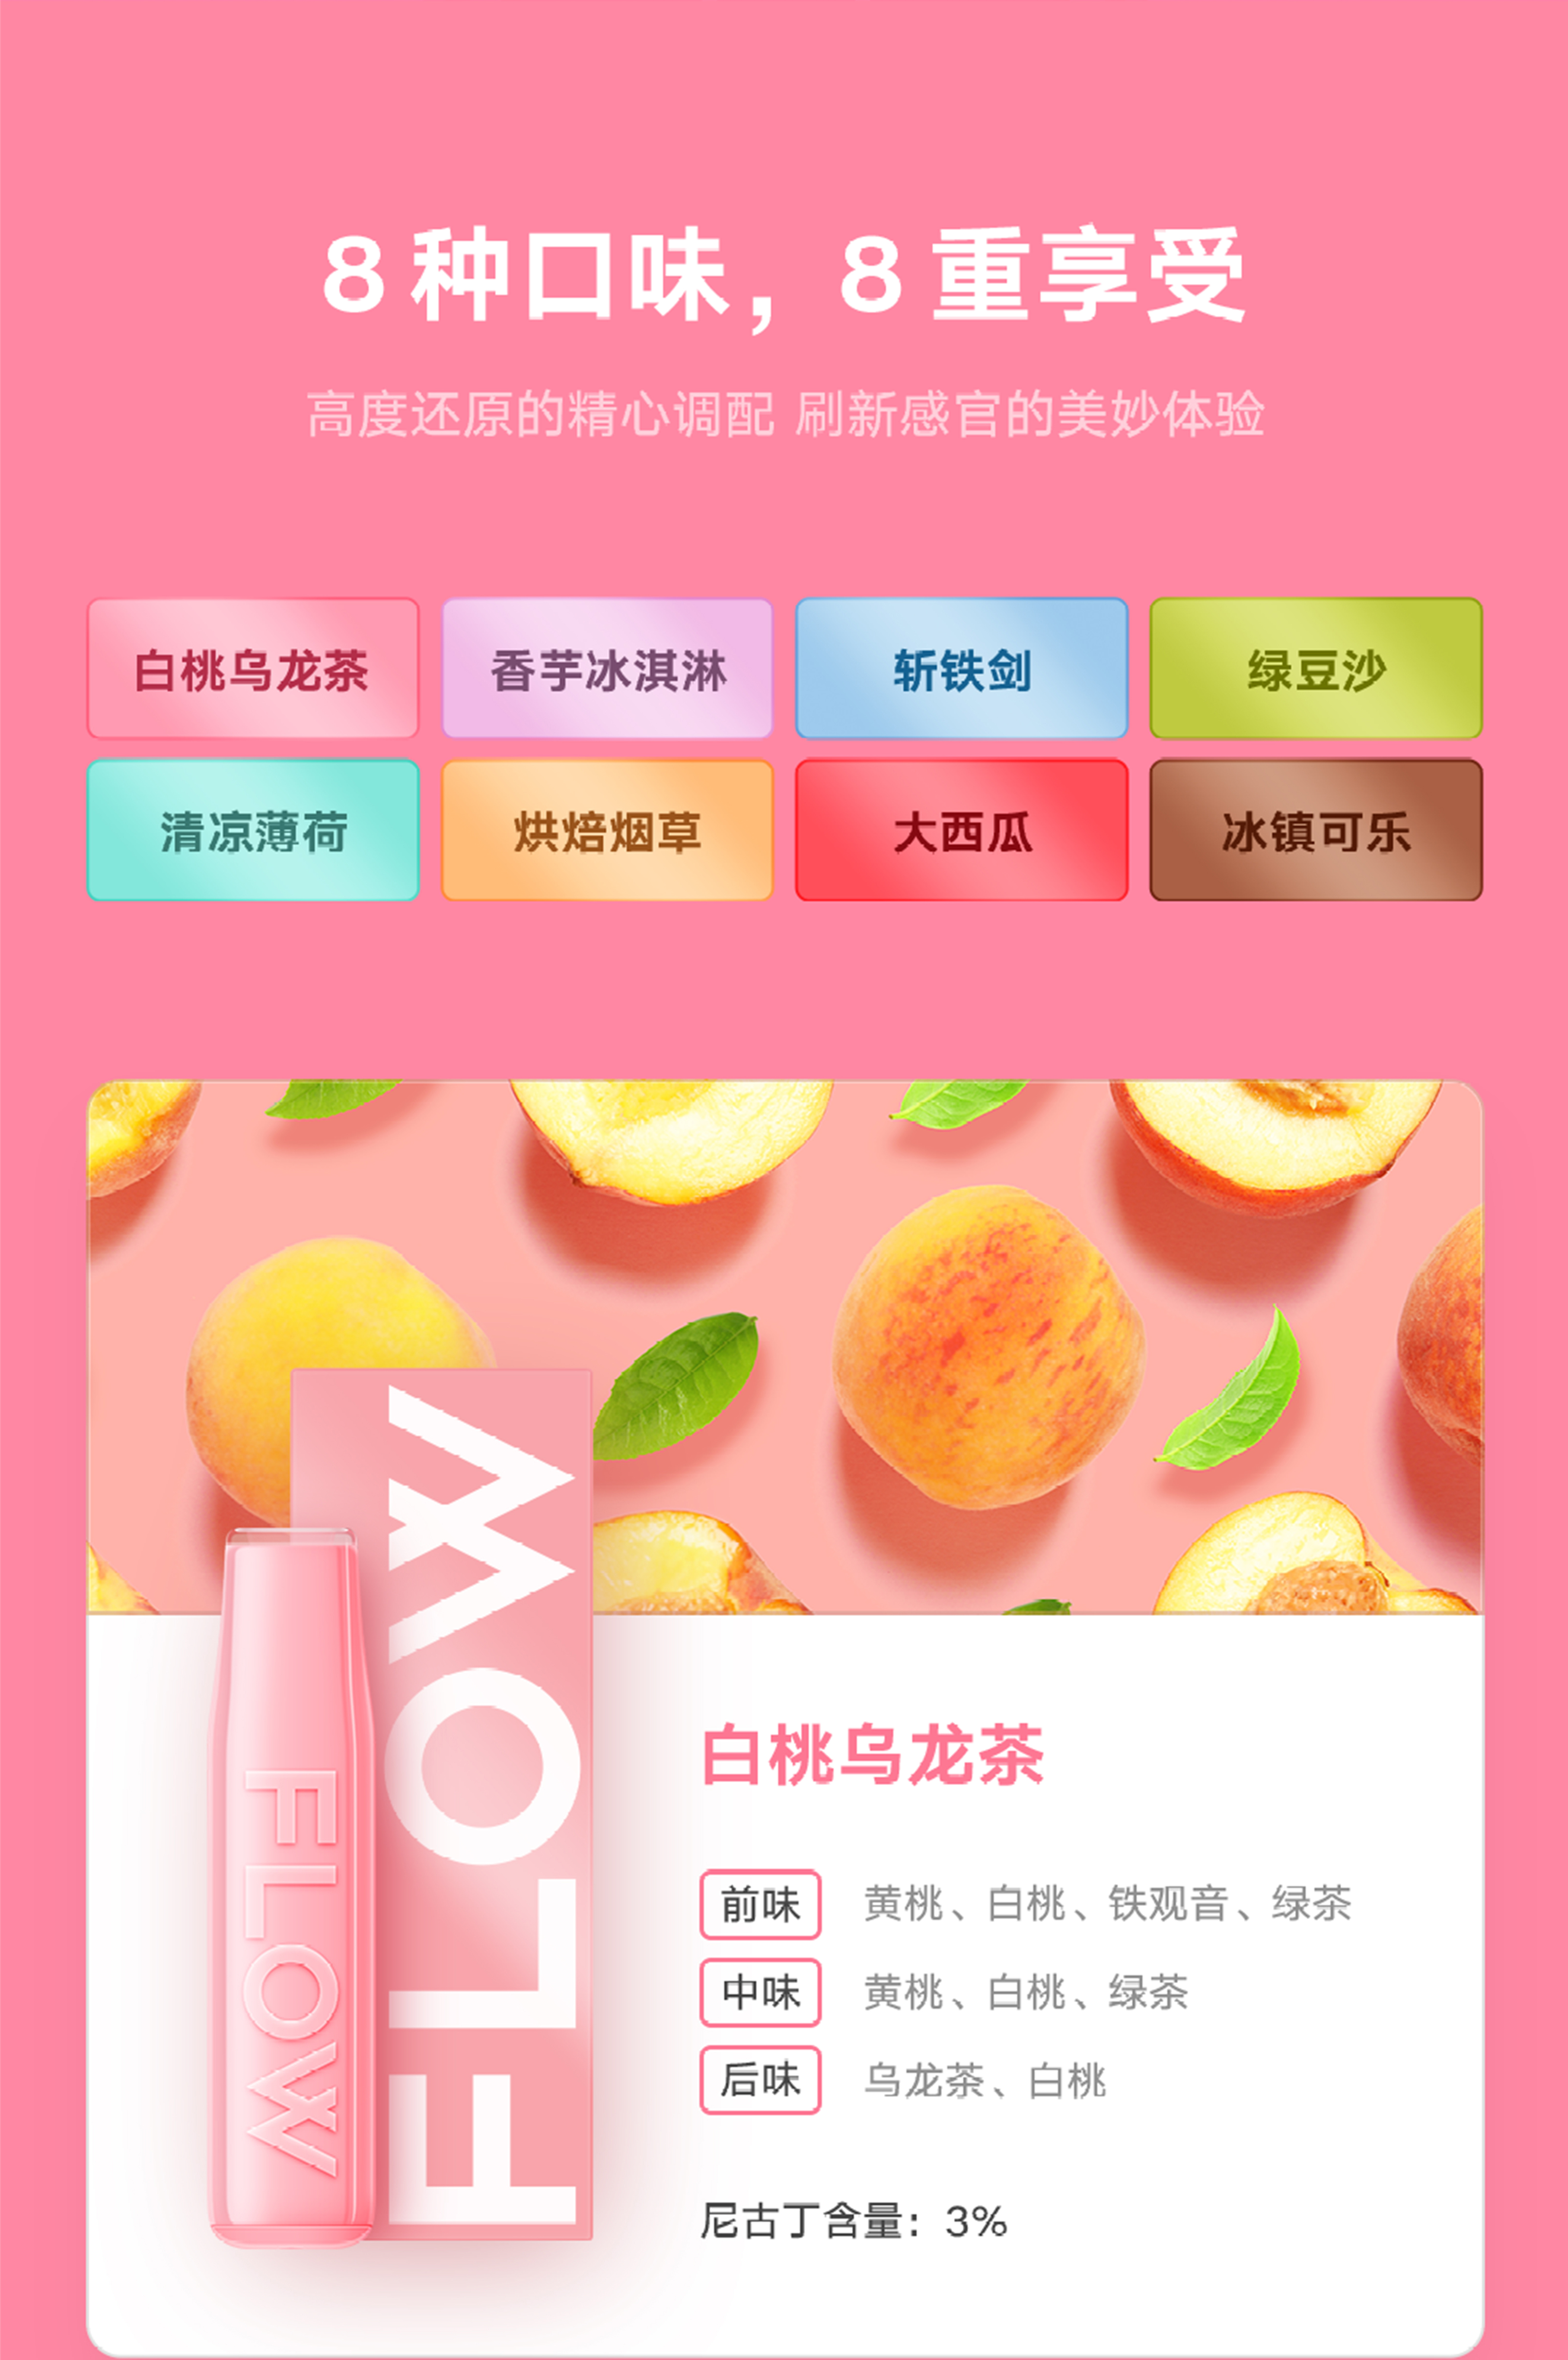 8种口味，8重享受
高度还原的精心调配 刷新感官的美妙体验
白桃乌龙茶
香芋冰淇淋
斩铁剑
绿豆沙
清凉薄荷
烘焙烟草
大西瓜
冰镇可乐
FLOW
FLOW
白桃乌龙茶
前味 黄桃、白桃、铁观音、绿茶
中味 黄桃、白桃、绿茶
后味 乌龙茶、白桃
尼古丁含量：3%